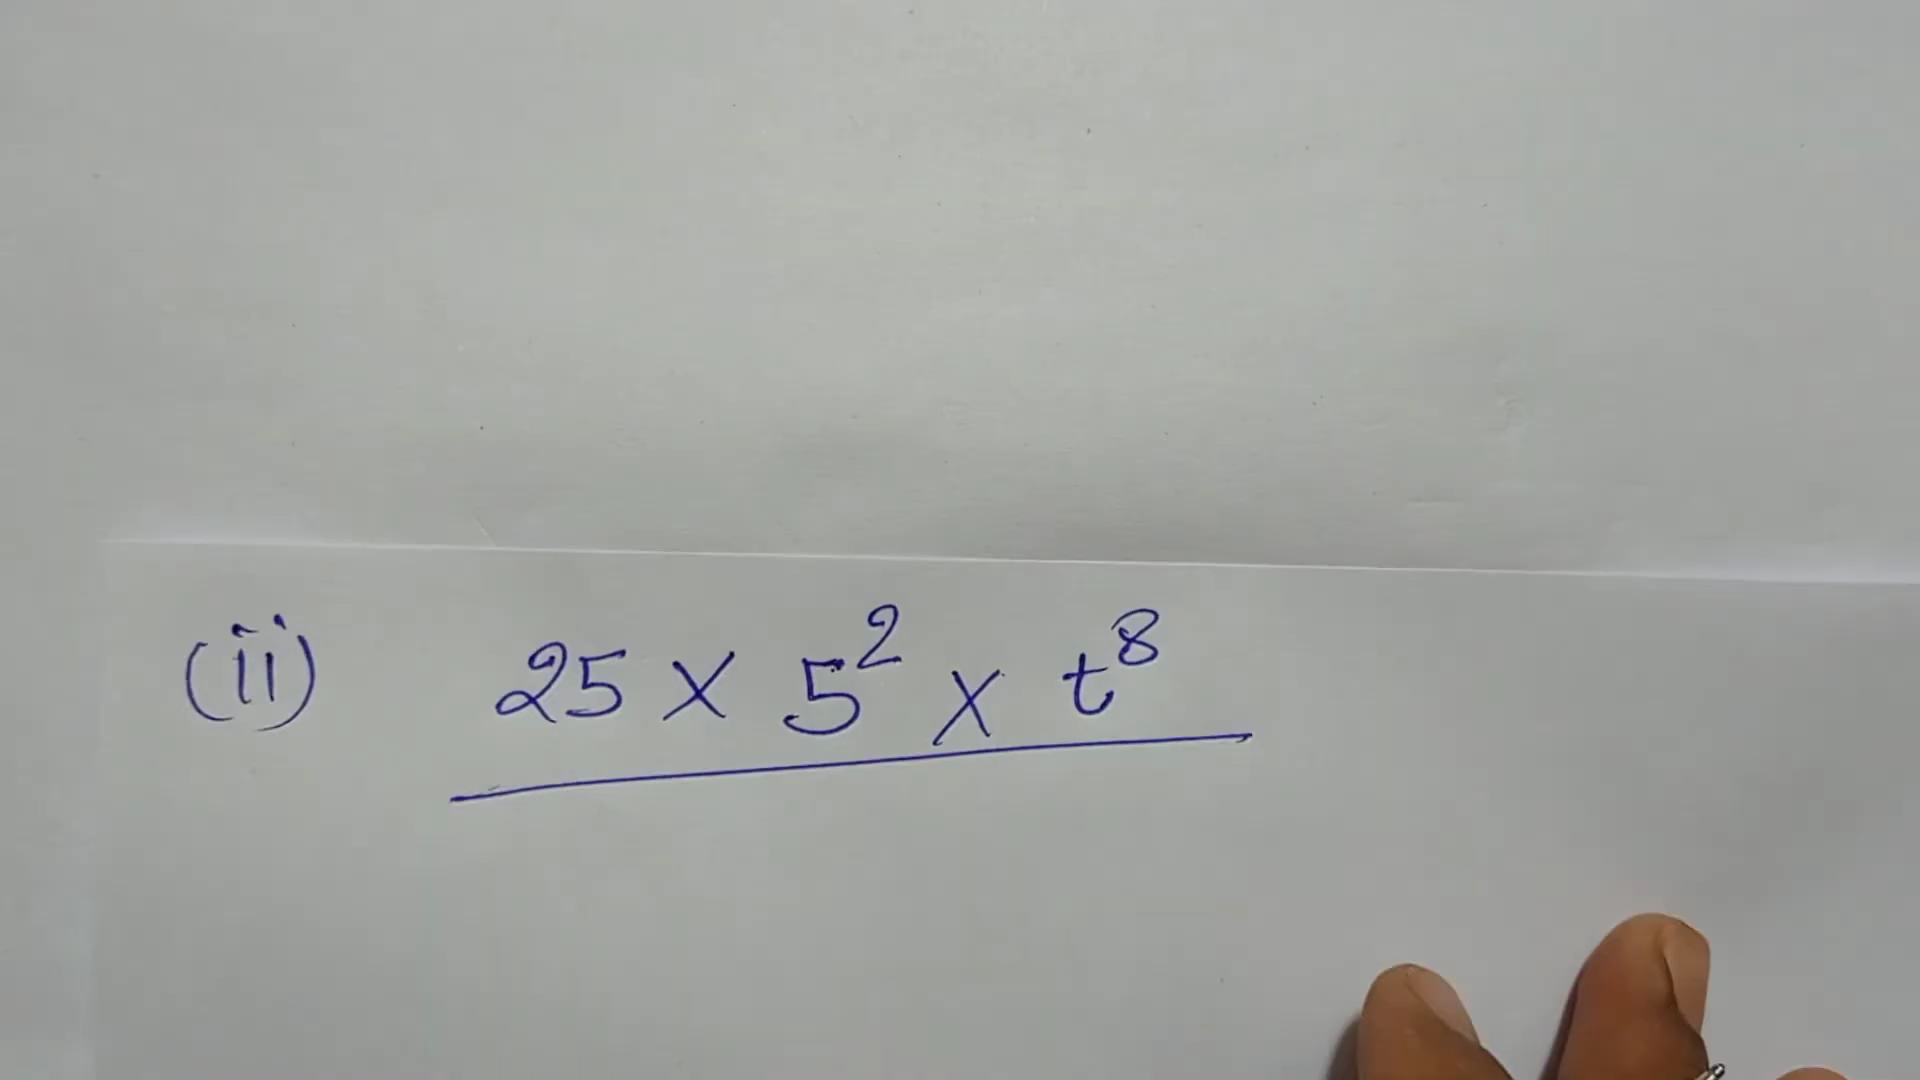 (ii) 25 × 5² × t⁸